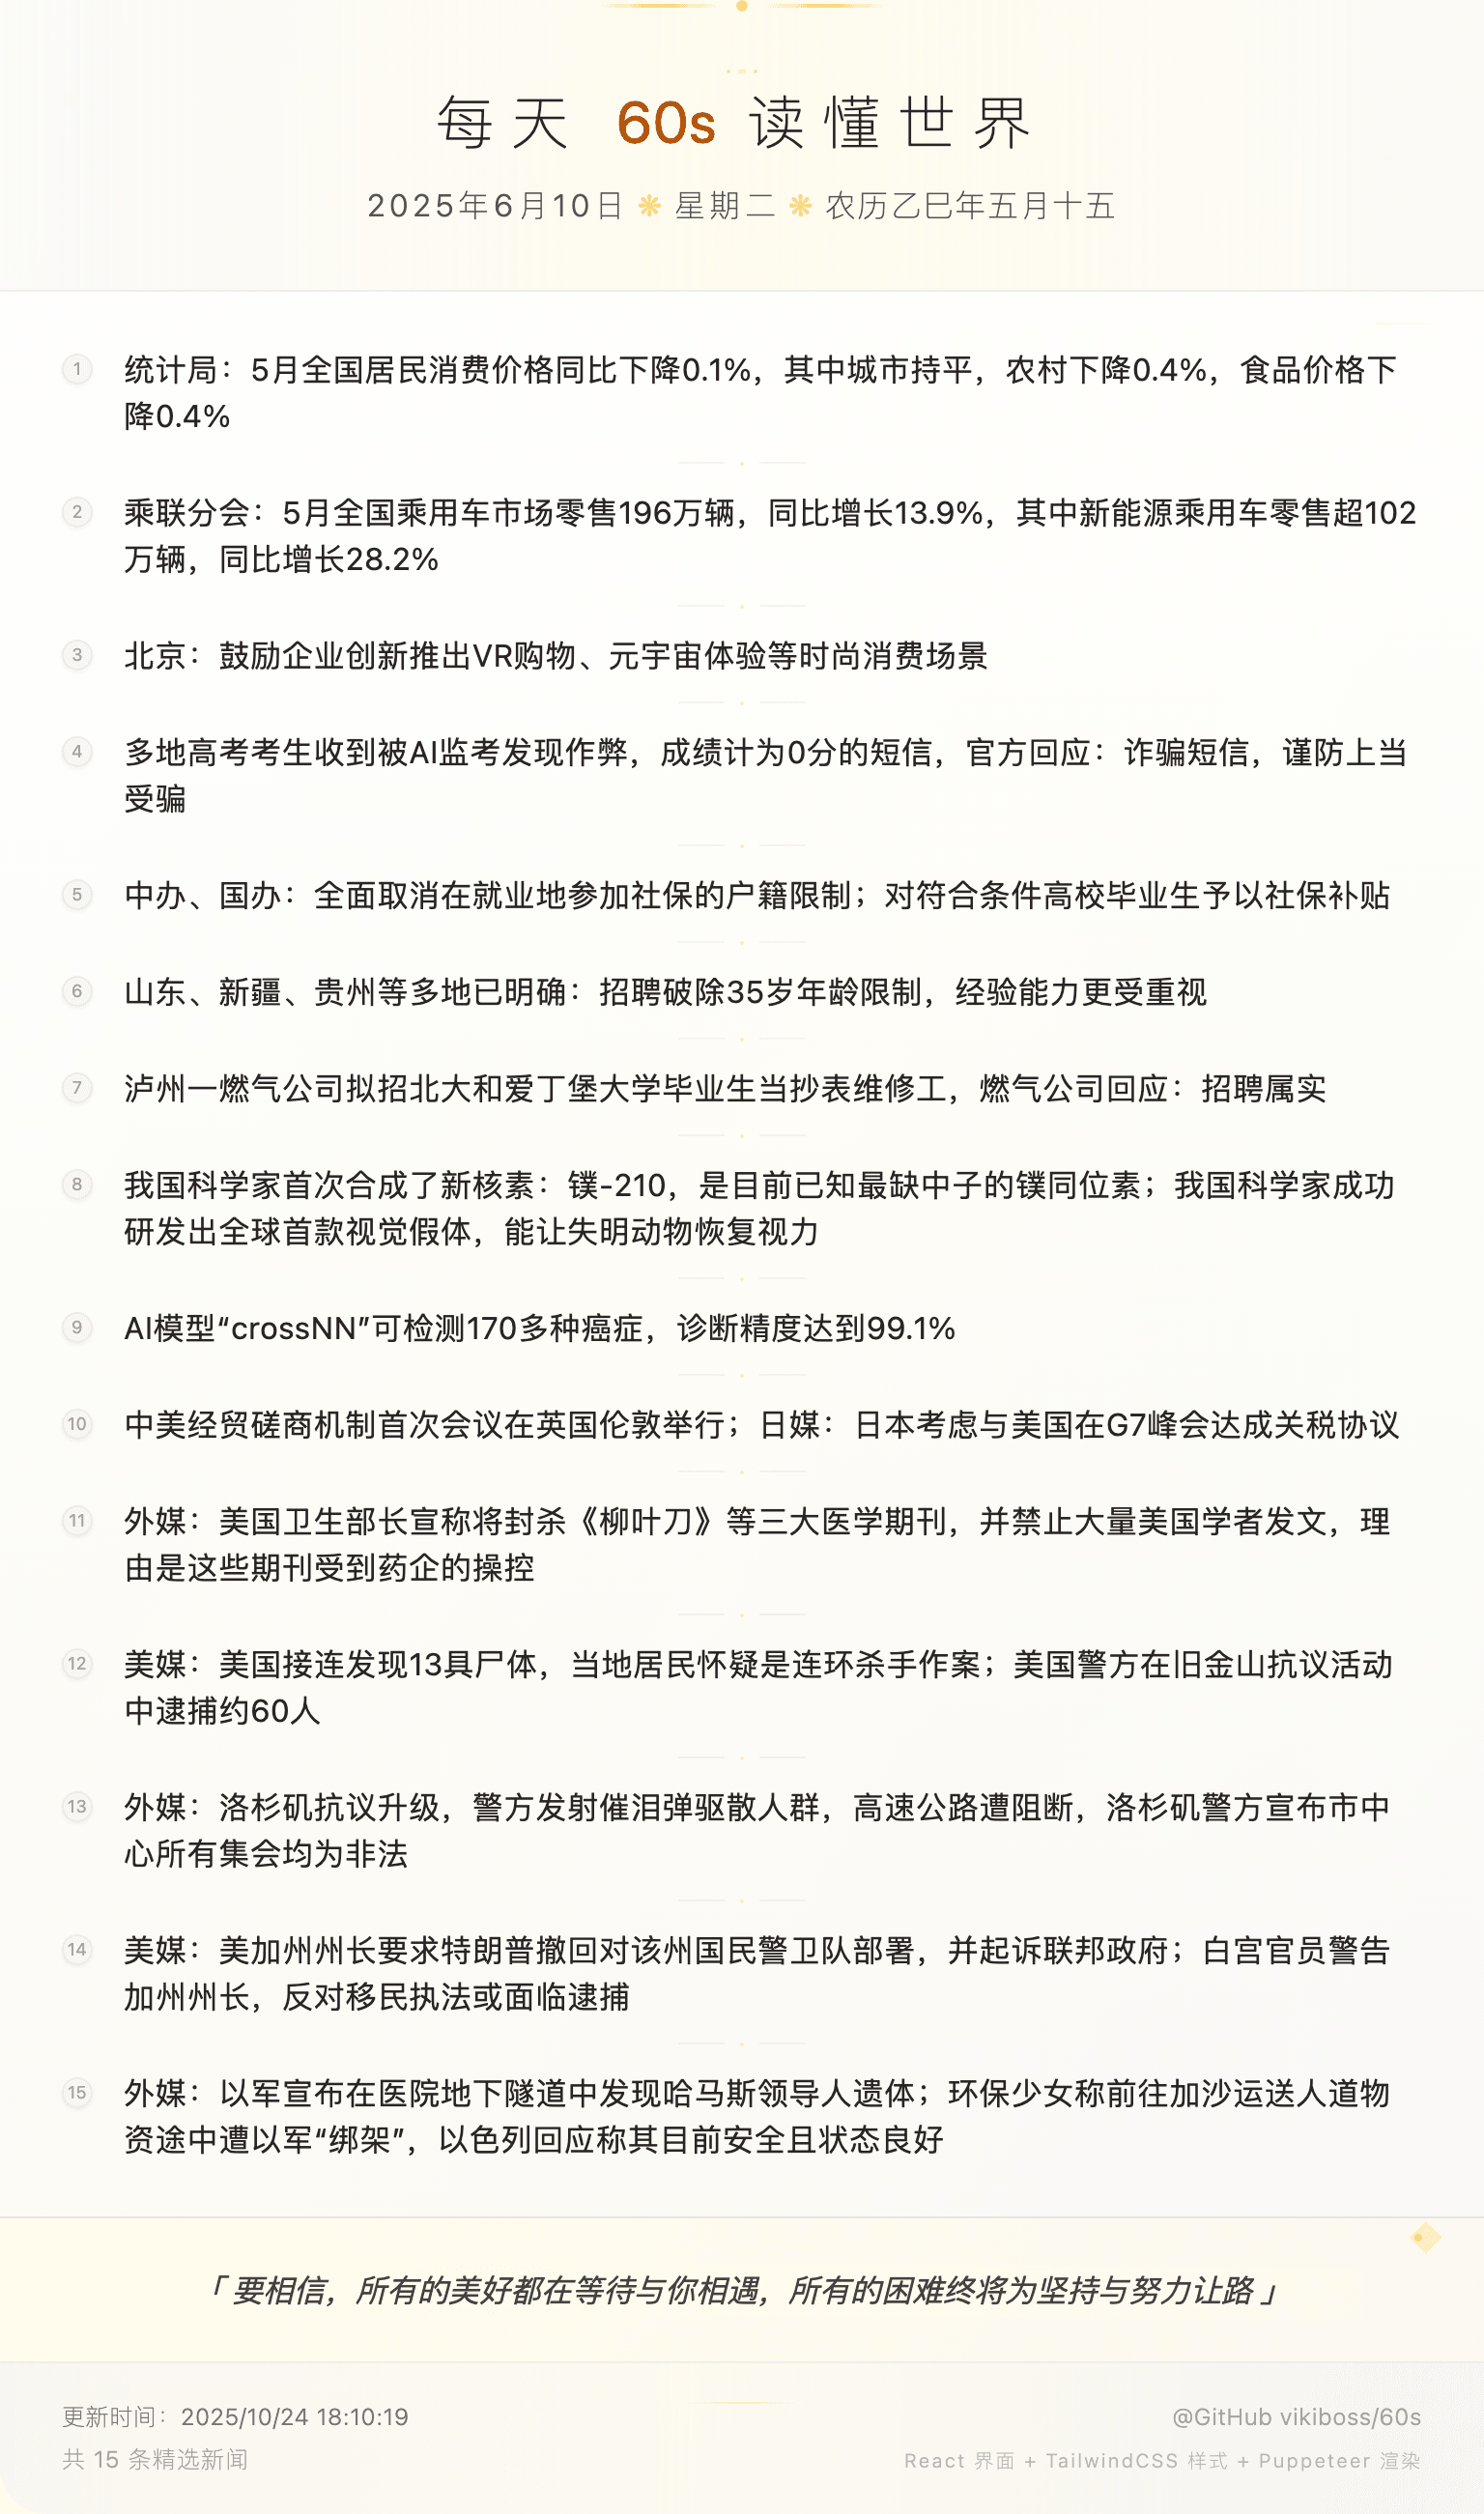 每天 60s 读懂世界
2025年6月10日 ❋ 星期二 ❋ 农历乙巳年五月十五
1 统计局：5月全国居民消费价格同比下降0.1%，其中城市持平，农村下降0.4%，食品价格下
降0.4%
2 乘联分会：5月全国乘用车市场零售196万辆，同比增长13.9%，其中新能源乘用车零售超102
万辆，同比增长28.2%
3 北京：鼓励企业创新推出VR购物、元宇宙体验等时尚消费场景
4 多地高考考生收到被AI监考发现作弊，成绩计为0分的短信，官方回应：诈骗短信，谨防上当
受骗
5 中办、国办：全面取消在就业地参加社保的户籍限制；对符合条件高校毕业生予以社保补贴
6 山东、新疆、贵州等多地已明确：招聘破除35岁年龄限制，经验能力更受重视
7 泸州一燃气公司拟招北大和爱丁堡大学毕业生当抄表维修工，燃气公司回应：招聘属实
8 我国科学家首次合成了新核素：镤-210，是目前已知最缺中子的镤同位素；我国科学家成功
研发出全球首款视觉假体，能让失明动物恢复视力
9 AI模型“crossNN”可检测170多种癌症，诊断精度达到99.1%
10 中美经贸磋商机制首次会议在英国伦敦举行；日媒：日本考虑与美国在G7峰会达成关税协议
11 外媒：美国卫生部长宣称将封杀《柳叶刀》等三大医学期刊，并禁止大量美国学者发文，理
由是这些期刊受到药企的操控
12 美媒：美国接连发现13具尸体，当地居民怀疑是连环杀手作案；美国警方在旧金山抗议活动
中逮捕约60人
13 外媒：洛杉矶抗议升级，警方发射催泪弹驱散人群，高速公路遭阻断，洛杉矶警方宣布市中
心所有集会均为非法
14 美媒：美加州州长要求特朗普撤回对该州国民警卫队部署，并起诉联邦政府；白宫官员警告
加州州长，反对移民执法或面临逮捕
15 外媒：以军宣布在医院地下隧道中发现哈马斯领导人遗体；环保少女称前往加沙运送人道物
资途中遭以军“绑架”，以色列回应称其目前安全且状态良好
「 要相信，所有的美好都在等待与你相遇，所有的困难终将为坚持与努力让路 」
更新时间：2025/10/24 18:10:19
@GitHub vikiboss/60s
共 15 条精选新闻
React 界面 + TailwindCSS 样式 + Puppeteer 渲染